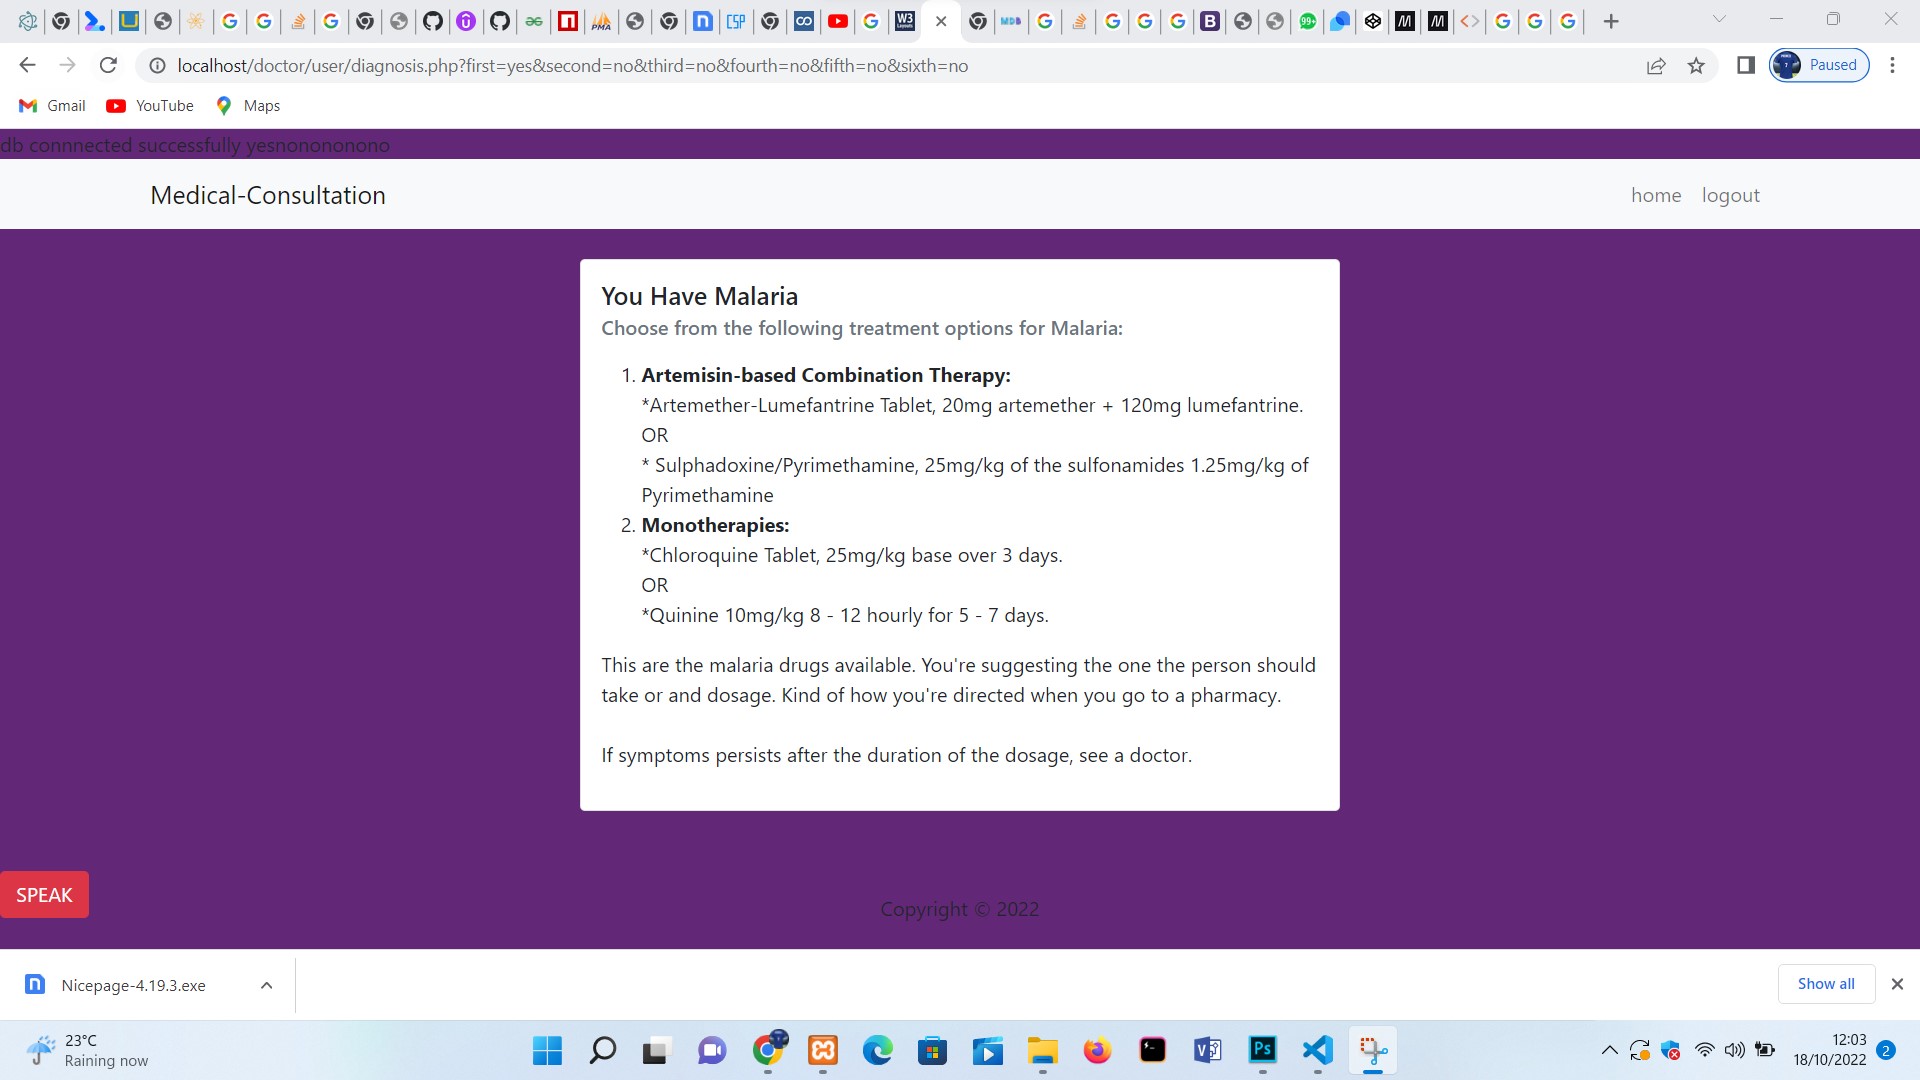 W3
CSP
PMA
MDB
99+
localhost/doctor/user/diagnosis.php?first=yes&second=no&third=no&fourth=no&fifth=no&sixth=no
Paused
Gmail
YouTube
Maps
db connnected successfully yesnonononono
Medical-Consultation
home
logout
You Have Malaria
Choose from the following treatment options for Malaria:
1. Artemisin-based Combination Therapy:
*Artemether-Lumefantrine Tablet, 20mg artemether + 120mg lumefantrine.
OR
* Sulphadoxine/Pyrimethamine, 25mg/kg of the sulfonamides 1.25mg/kg of
Pyrimethamine
2. Monotherapies:
*Chloroquine Tablet, 25mg/kg base over 3 days.
OR
*Quinine 10mg/kg 8 - 12 hourly for 5 - 7 days.
This are the malaria drugs available. You're suggesting the one the person should
take or and dosage. Kind of how you're directed when you go to a pharmacy.
If symptoms persists after the duration of the dosage, see a doctor.
SPEAK
Copyright © 2022
Nicepage-4.19.3.exe
Show all
23°C
Raining now
Ps
12:03
18/10/2022
2